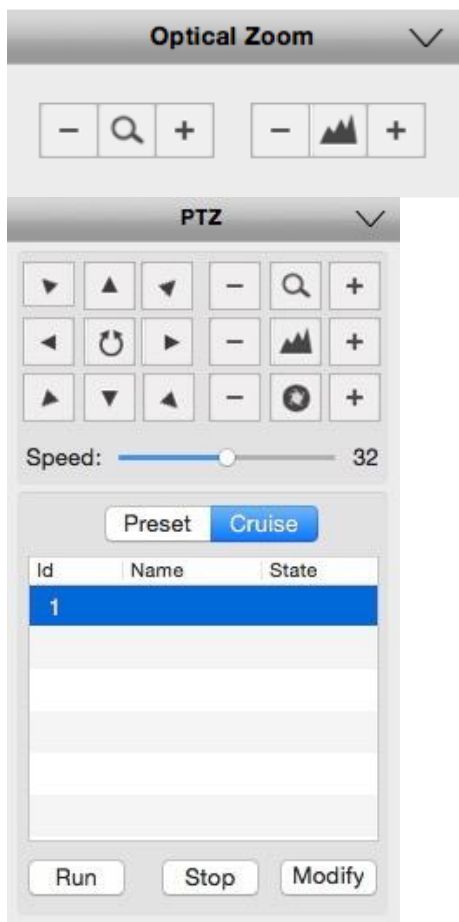 Optical Zoom
− +
− +
PTZ
− +
− +
− +
Speed: 32
Preset Cruise
Id Name State
1
Run Stop Modify